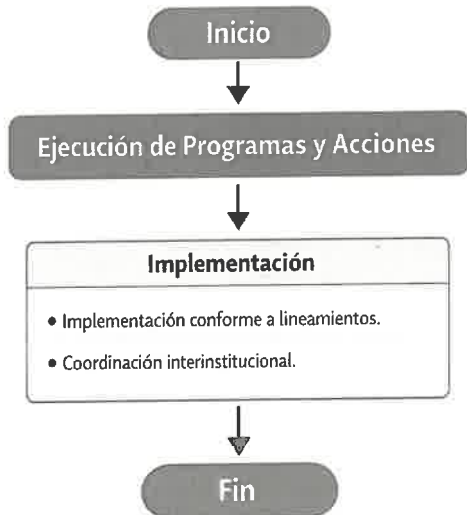 Inicio
Ejecución de Programas y Acciones
Implementación
• Implementación conforme a lineamientos.
• Coordinación interinstitucional.
Fin